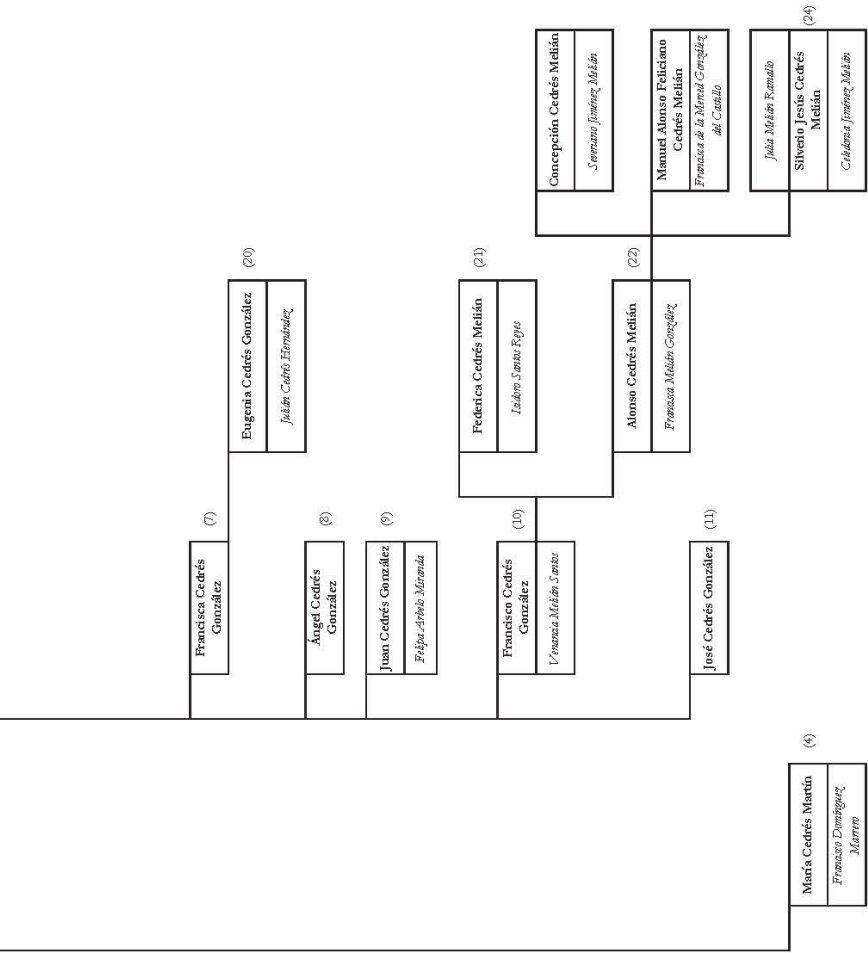 Concepción Cedrés Melián
Severiano Jiménez Melián
Manuel Alonso Feliciano
Cedrés Melián
Francisca de la Merced González
del Castillo
(24)
Julia Melián Ramallo
Silverio Jesús Cedrés
Melián
Celedonia Jiménez Melián
(20)
Eugenia Cedrés González
Julián Cedrés Hernández
(21)
Federica Cedrés Melián
Isidoro Santos Reyes
(22)
Alonso Cedrés Melián
Francisca Melián González
(7)
Francisca Cedrés
González
(8)
Ángel Cedrés
González
(9)
Juan Cedrés González
Felipa Arbelo Miranda
(10)
Francisco Cedrés
González
Venancia Melián Santos
(11)
José Cedrés González
(4)
María Cedrés Martín
Francisco Domínguez
Marrero